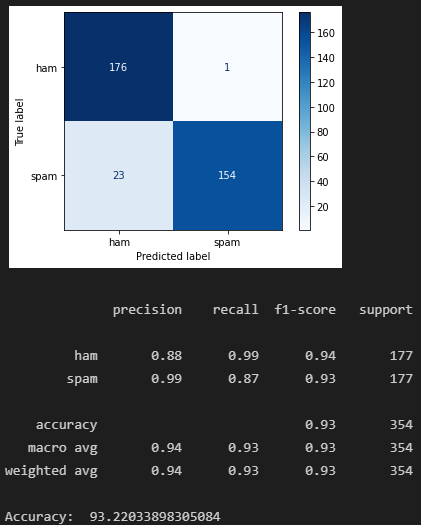 ham 176 1
True label
spam 23 154
ham spam
Predicted label
160
140
120
100
80
60
40
20
precision recall f1-score support
ham 0.88 0.99 0.94 177
spam 0.99 0.87 0.93 177
accuracy 0.93 354
macro avg 0.94 0.93 0.93 354
weighted avg 0.94 0.93 0.93 354
Accuracy: 93.22033898305084